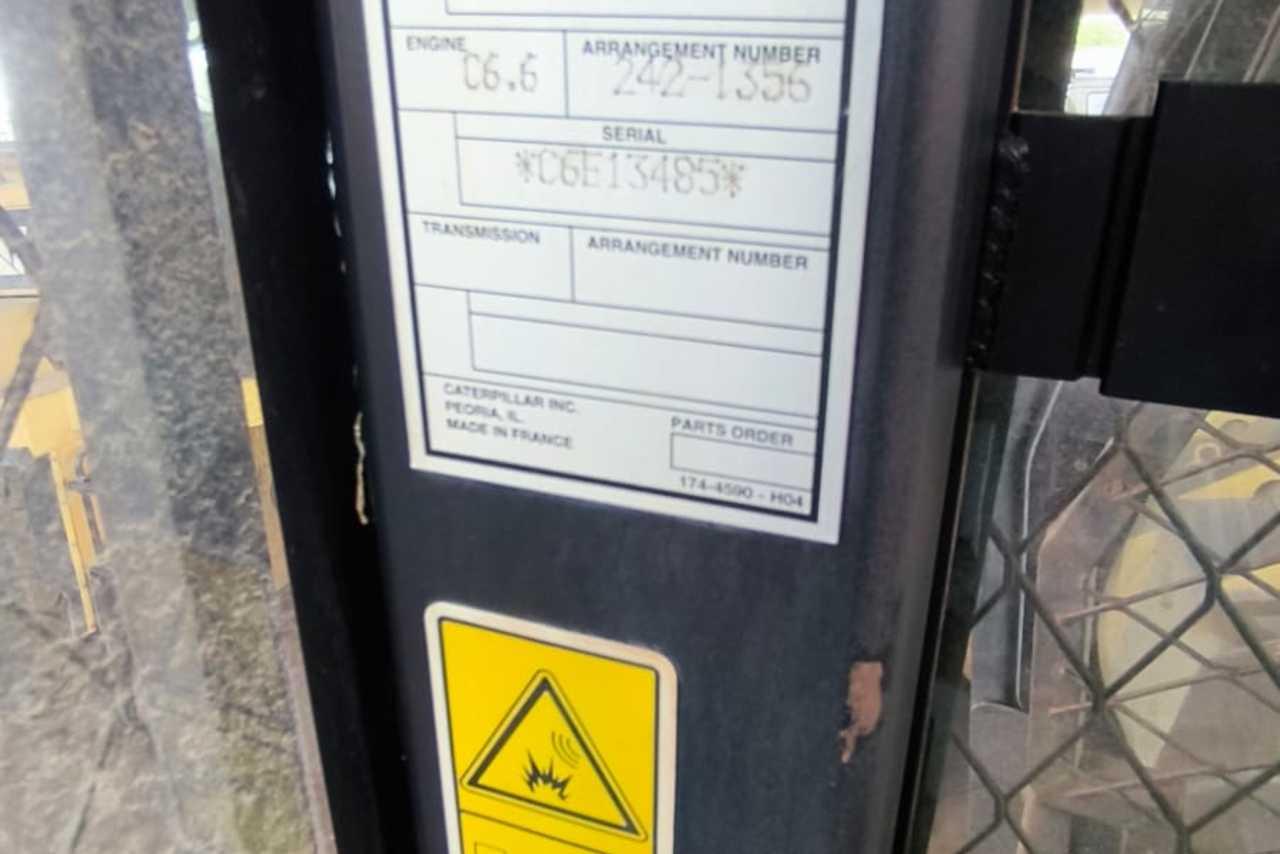 ENGINE
C6.6
ARRANGEMENT NUMBER
242-1356
SERIAL
*C6E13485*
TRANSMISSION
ARRANGEMENT NUMBER
CATERPILLAR INC.
PEORIA, IL.
MADE IN FRANCE
PARTS ORDER
174-4590 - H04